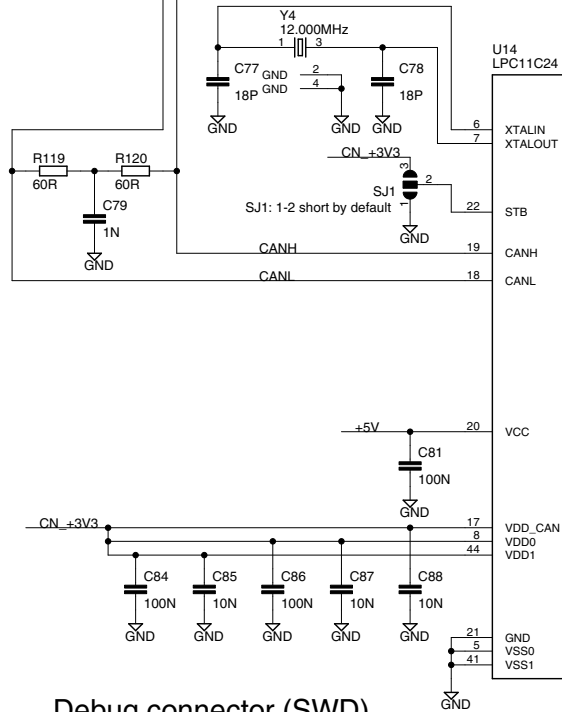 Y4
12.000MHz
1 3
U14
LPC11C24
C77
18P
GND 2
GND 4
C78
18P
GND
GND
GND
6 XTALIN
7 XTALOUT
CN_+3V3
3
SJ1
2
1
SJ1: 1-2 short by default
GND
22 STB
R119
60R
R120
60R
C79
1N
GND
CANH
19 CANH
CANL
18 CANL
+5V
20 VCC
C81
100N
GND
CN_+3V3
17 VDD_CAN
8 VDD0
44 VDD1
C84
100N
C85
10N
C86
100N
C87
10N
C88
10N
GND
GND
GND
GND
GND
21 GND
5 VSS0
41 VSS1
GND
Debug connector (SWD)